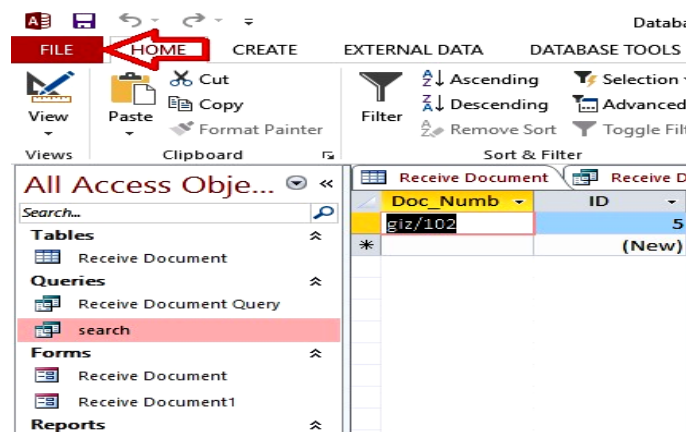 Databa
FILE HOME CREATE EXTERNAL DATA DATABASE TOOLS
View
Paste
Cut
Copy
Format Painter
Filter
Ascending
Descending
Remove Sort
Selection
Advanced
Toggle Filt
Views Clipboard Sort & Filter
All Access Obje...
Search...
Tables
Receive Document
Queries
Receive Document Query
search
Forms
Receive Document
Receive Document1
Reports
Receive Document Receive D
Doc_Numb ID
giz/102 5
(New)